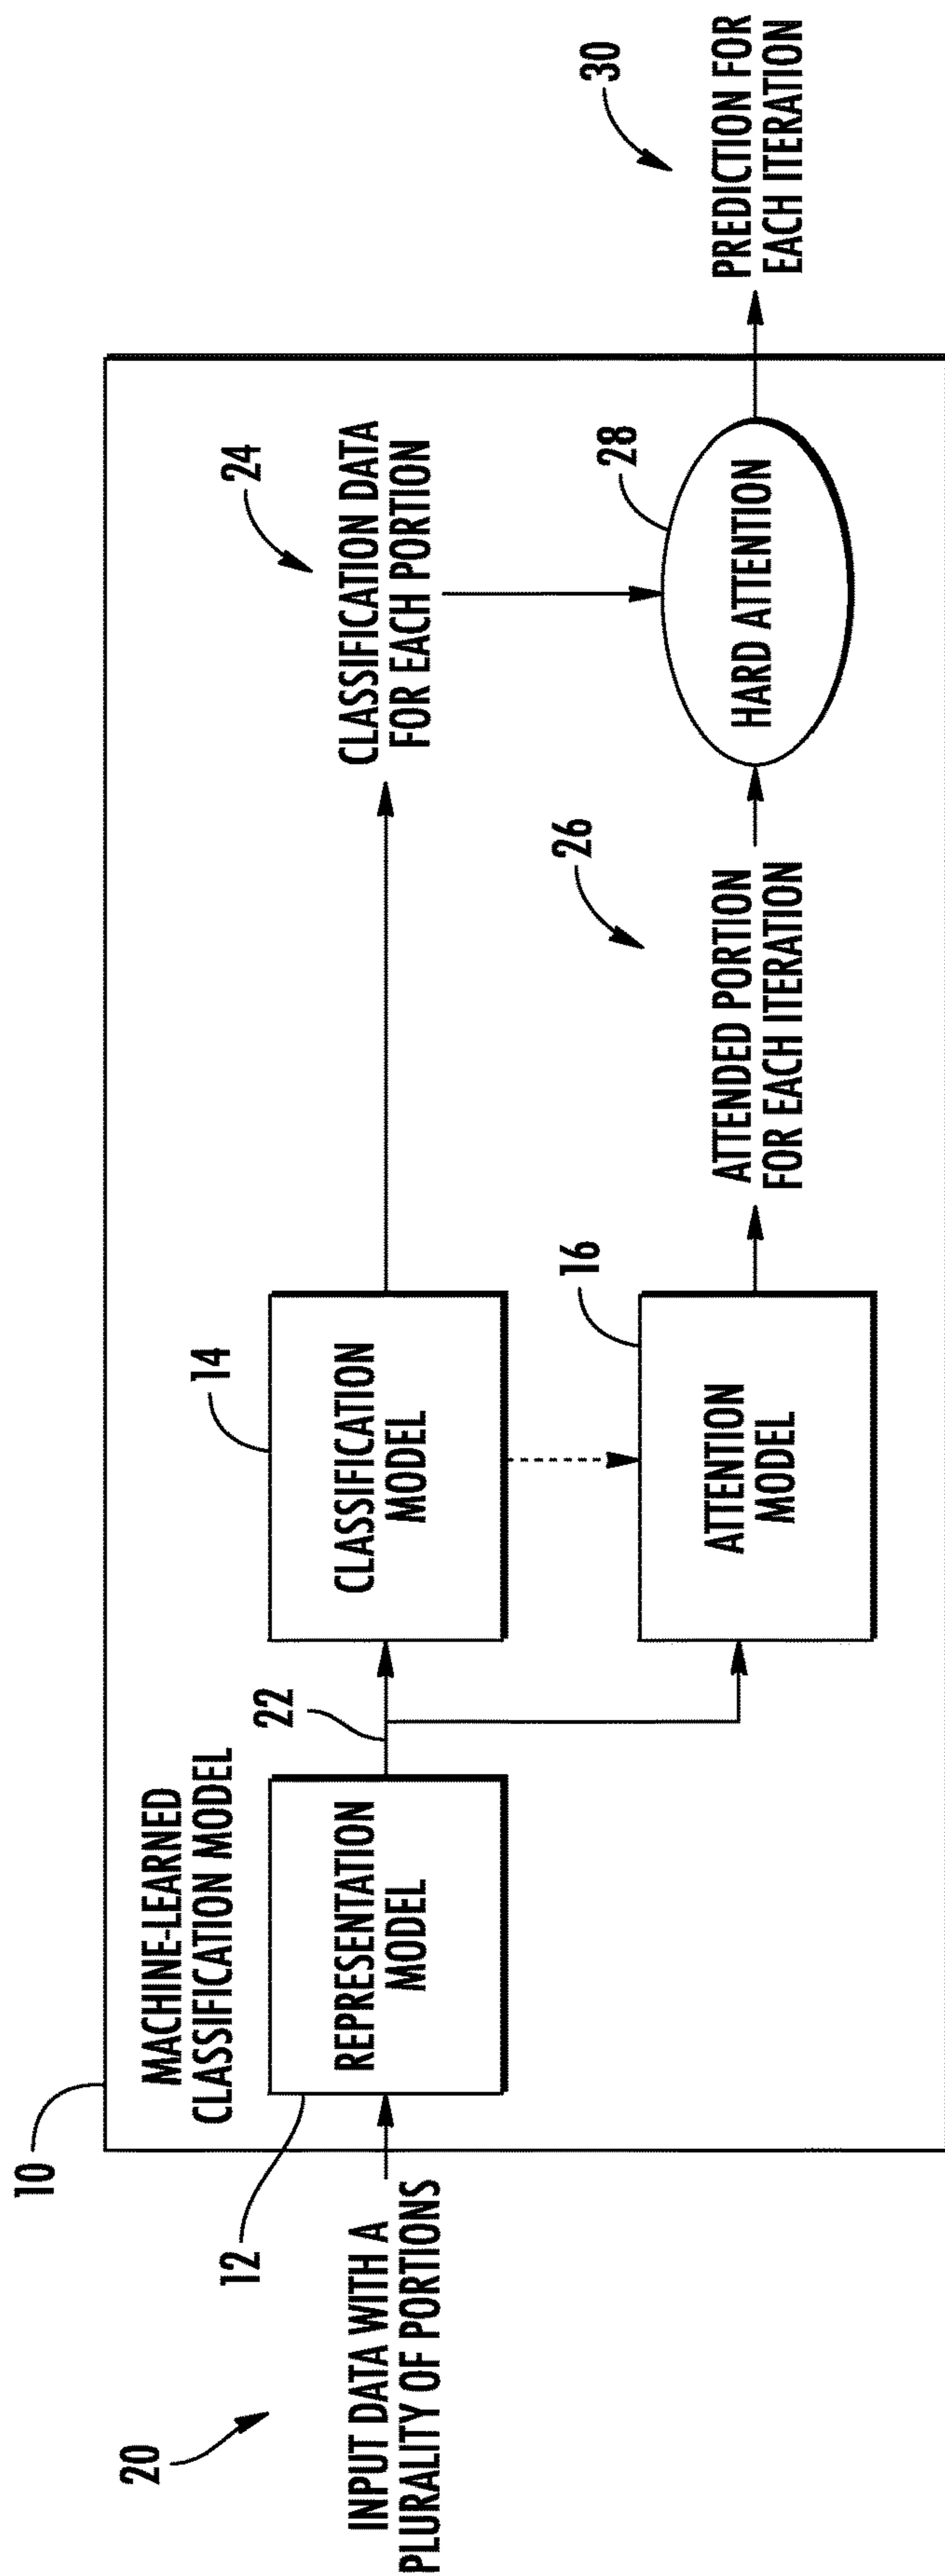 10
MACHINE-LEARNED
CLASSIFICATION MODEL
20
INPUT DATA WITH A
PLURALITY OF PORTIONS
12
REPRESENTATION
MODEL
22
14
CLASSIFICATION
MODEL
24
CLASSIFICATION DATA
FOR EACH PORTION
16
ATTENTION
MODEL
26
ATTENDED PORTION
FOR EACH ITERATION
28
HARD ATTENTION
30
PREDICTION FOR
EACH ITERATION